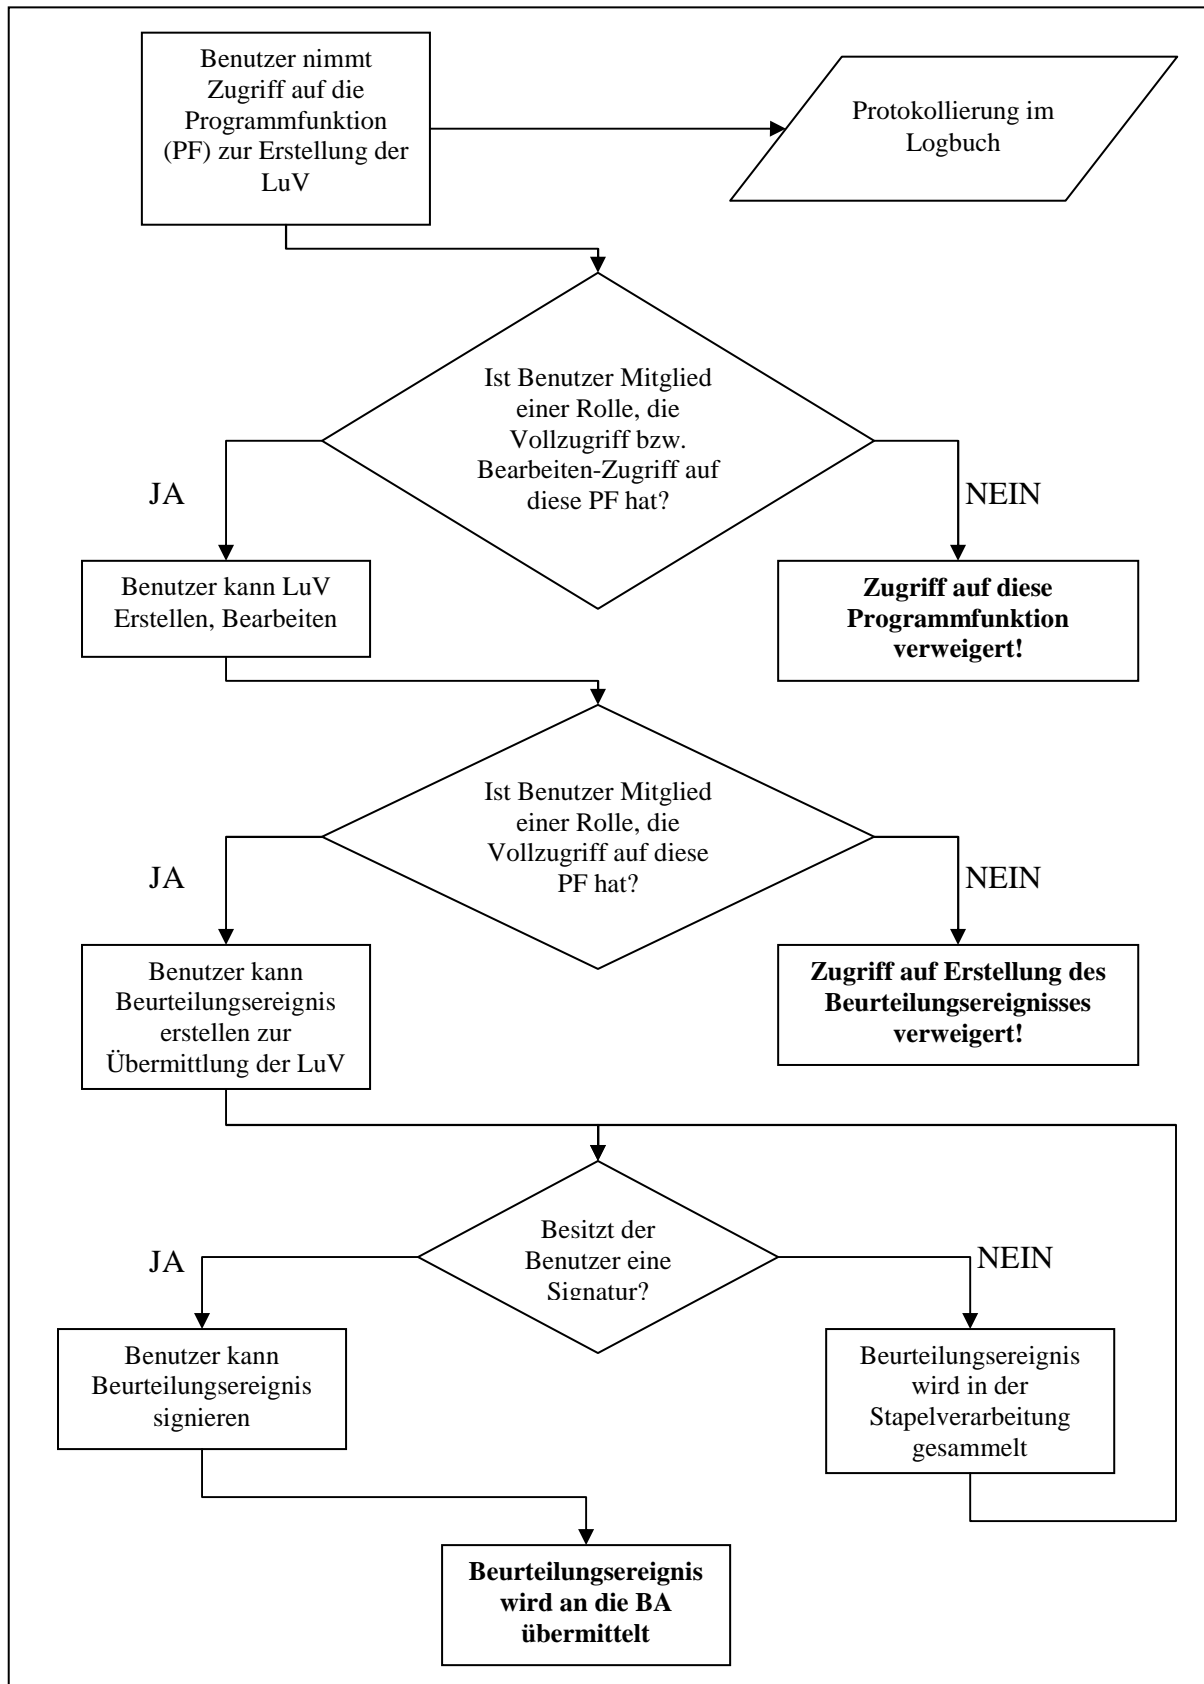 Benutzer nimmt
Zugriff auf die
Programmfunktion
(PF) zur Erstellung der
LuV
Protokollierung im
Logbuch
Ist Benutzer Mitglied
einer Rolle, die
Vollzugriff bzw.
Bearbeiten-Zugriff auf
diese PF hat?
JA
NEIN
Benutzer kann LuV
Erstellen, Bearbeiten
Zugriff auf diese
Programmfunktion
verweigert!
Ist Benutzer Mitglied
einer Rolle, die
Vollzugriff auf diese
PF hat?
JA
NEIN
Benutzer kann
Beurteilungsereignis
erstellen zur
Übermittlung der LuV
Zugriff auf Erstellung des
Beurteilungsereignisses
verweigert!
Besitzt der
Benutzer eine
Signatur?
JA
NEIN
Benutzer kann
Beurteilungsereignis
signieren
Beurteilungsereignis
wird in der
Stapelverarbeitung
gesammelt
Beurteilungsereignis
wird an die BA
übermittelt